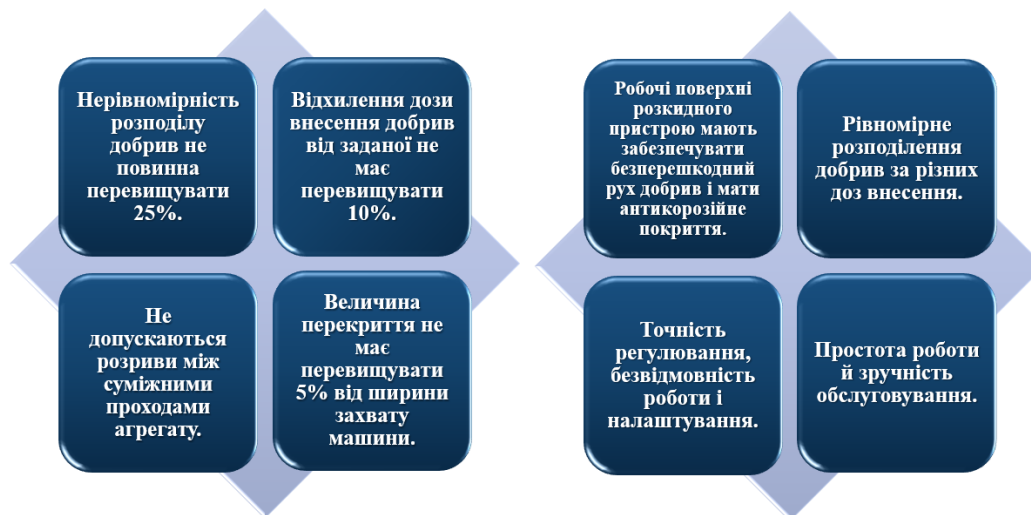 Нерівномірність
розподілу
добрив не
повинна
перевищувати
25%.
Відхилення дози
внесення добрив
від заданої не
має
перевищувати
10%.
Не
допускаються
розриви між
суміжними
проходами
агрегату.
Величина
перекриття не
має
перевищувати
5% від ширини
захвату
машини.
Робочі поверхні
розкидного
пристрою мають
забезпечувати
безперешкодний
рух добрив і мати
антикорозійне
покриття.
Рівномірне
розподілення
добрив за різних
доз внесення.
Точність
регулювання,
безвідмовність
роботи і
налаштування.
Простота роботи
й зручність
обслуговування.